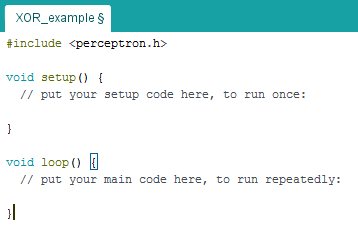 XOR_example §
#include <perceptron.h>
void setup() {
// put your setup code here, to run once:
}
void loop() {
// put your main code here, to run repeatedly:
}